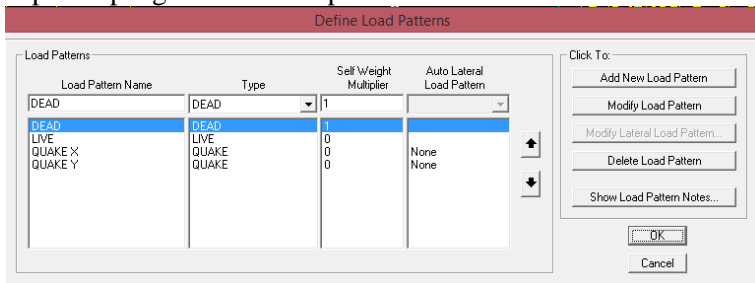 Define Load Patterns
Load Patterns
Click To:
Load Pattern Name Type Self Weight Multiplier Auto Lateral Load Pattern
DEAD DEAD 1
DEAD DEAD 1
LIVE LIVE 0
QUAKE X QUAKE 0 None
QUAKE Y QUAKE 0 None
Add New Load Pattern
Modify Load Pattern
Modify Lateral Load Pattern...
Delete Load Pattern
Show Load Pattern Notes...
OK
Cancel